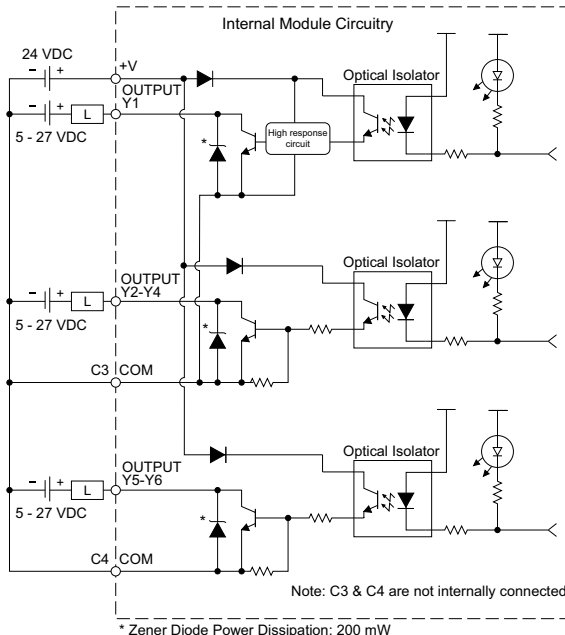 Internal Module Circuitry
24 VDC
− +
+V
Optical Isolator
OUTPUT
Y1
− +
L
5 - 27 VDC
*
High response
circuit
Optical Isolator
OUTPUT
Y2-Y4
− +
L
5 - 27 VDC
*
C3 COM
Optical Isolator
OUTPUT
Y5-Y6
− +
L
5 - 27 VDC
*
C4 COM
Note: C3 & C4 are not internally connected
* Zener Diode Power Dissipation: 200 mW